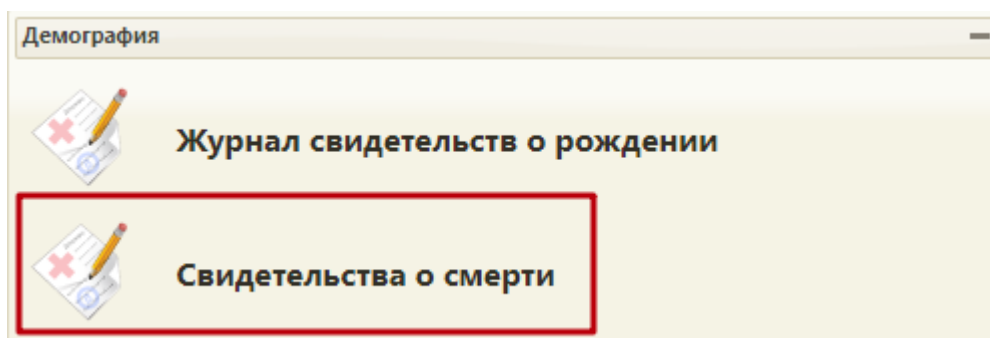 Демография
Журнал свидетельств о рождении
Свидетельства о смерти